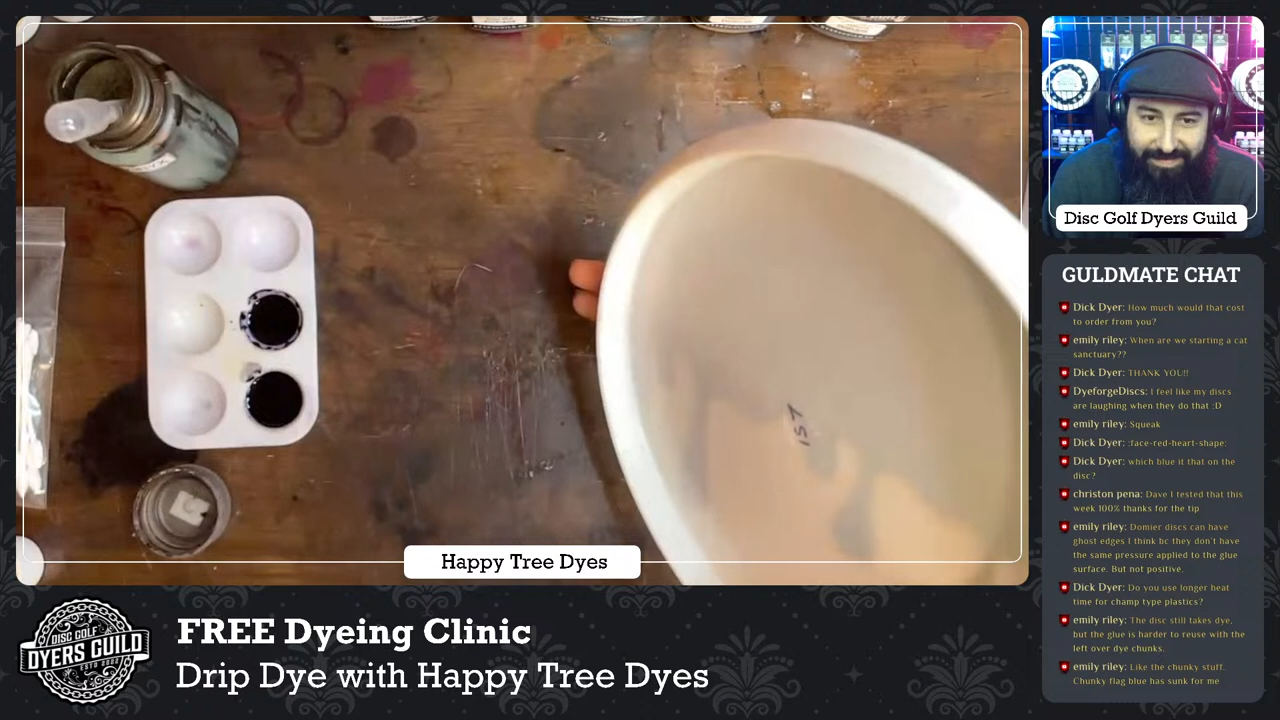 151
Happy Tree Dyes
Disc Golf Dyers Guild
GULDMATE CHAT
Dick Dyer: How much would that cost
to order from you?
emily riley: When are we starting a cat
sanctuary??
Dick Dyer: THANK YOU!!
DyeforgeDiscs: I feel like my discs
are laughing when they do that :D
emily riley: Squeak
Dick Dyer: :face-red-heart-shape:
Dick Dyer: which blue it that on the
disc?
christon pena: Dave I tested that this
week 100% thanks for the tip
emily riley: Domier discs can have
ghost edges I think bc they don't have
the same pressure applied to the glue
surface. But not positive.
Dick Dyer: Do you use longer heat
time for champ type plastics?
emily riley: The disc still takes dye,
but the glue is harder to reuse with the
left over dye chunks.
emily riley: Like the chunky stuff.
Chunky flag blue has sunk for me
DISC GOLF
DYERS GUILD
FREE Dyeing Clinic
Drip Dye with Happy Tree Dyes